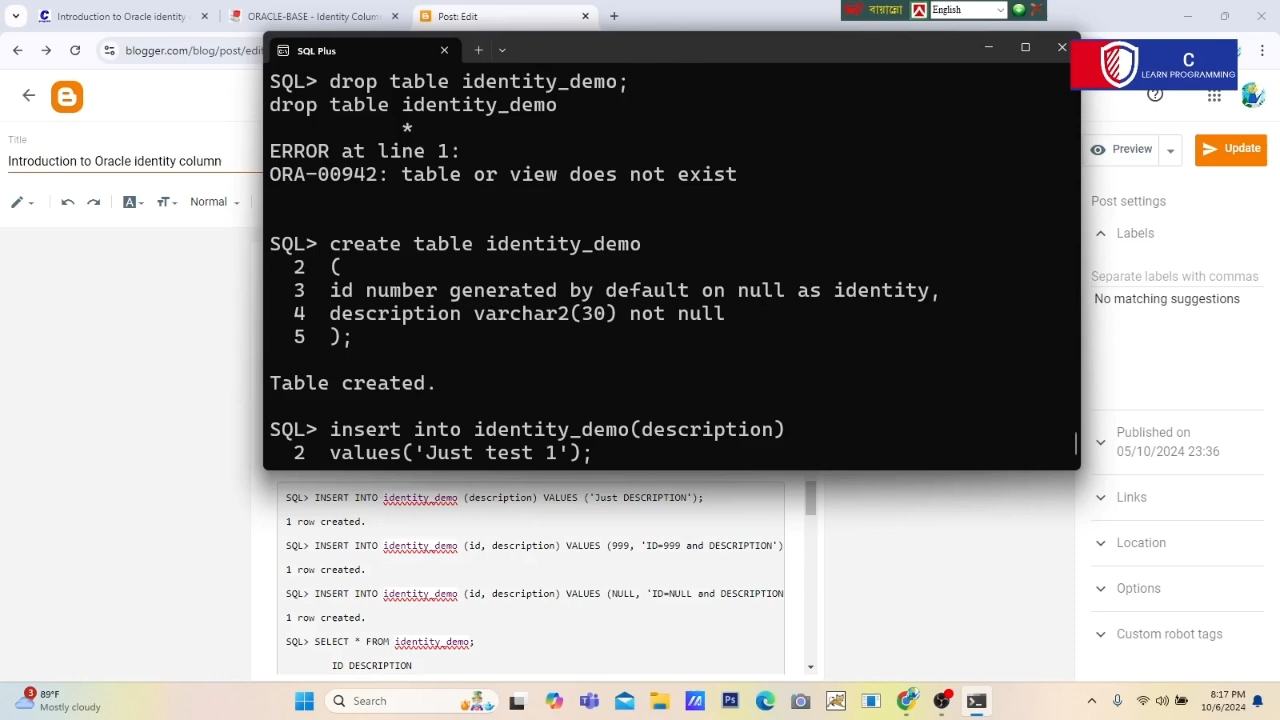 Introduction to Oracle identity
ORACLE-BASE - Identity Colum
Post: Edit
বায়ান্নো
English
blogger.com/blog/post/edit
SQL Plus
C
LEARN PROGRAMMING
SQL> drop table identity_demo;
drop table identity_demo
*
ERROR at line 1:
ORA-00942: table or view does not exist
SQL> create table identity_demo
2 (
3 id number generated by default on null as identity,
4 description varchar2(30) not null
5 );
Table created.
SQL> insert into identity_demo(description)
2 values('Just test 1');
Title
Introduction to Oracle identity column
Normal
Preview
Update
Post settings
Labels
Separate labels with commas
No matching suggestions
Published on
05/10/2024 23:36
Links
Location
Options
Custom robot tags
SQL> INSERT INTO identity_demo (description) VALUES ('Just DESCRIPTION');
1 row created.
SQL> INSERT INTO identity_demo (id, description) VALUES (999, 'ID=999 and DESCRIPTION')
1 row created.
SQL> INSERT INTO identity_demo (id, description) VALUES (NULL, 'ID=NULL and DESCRIPTION
1 row created.
SQL> SELECT * FROM identity_demo;
ID DESCRIPTION
3
89°F
Mostly cloudy
Search
8:17 PM
10/6/2024